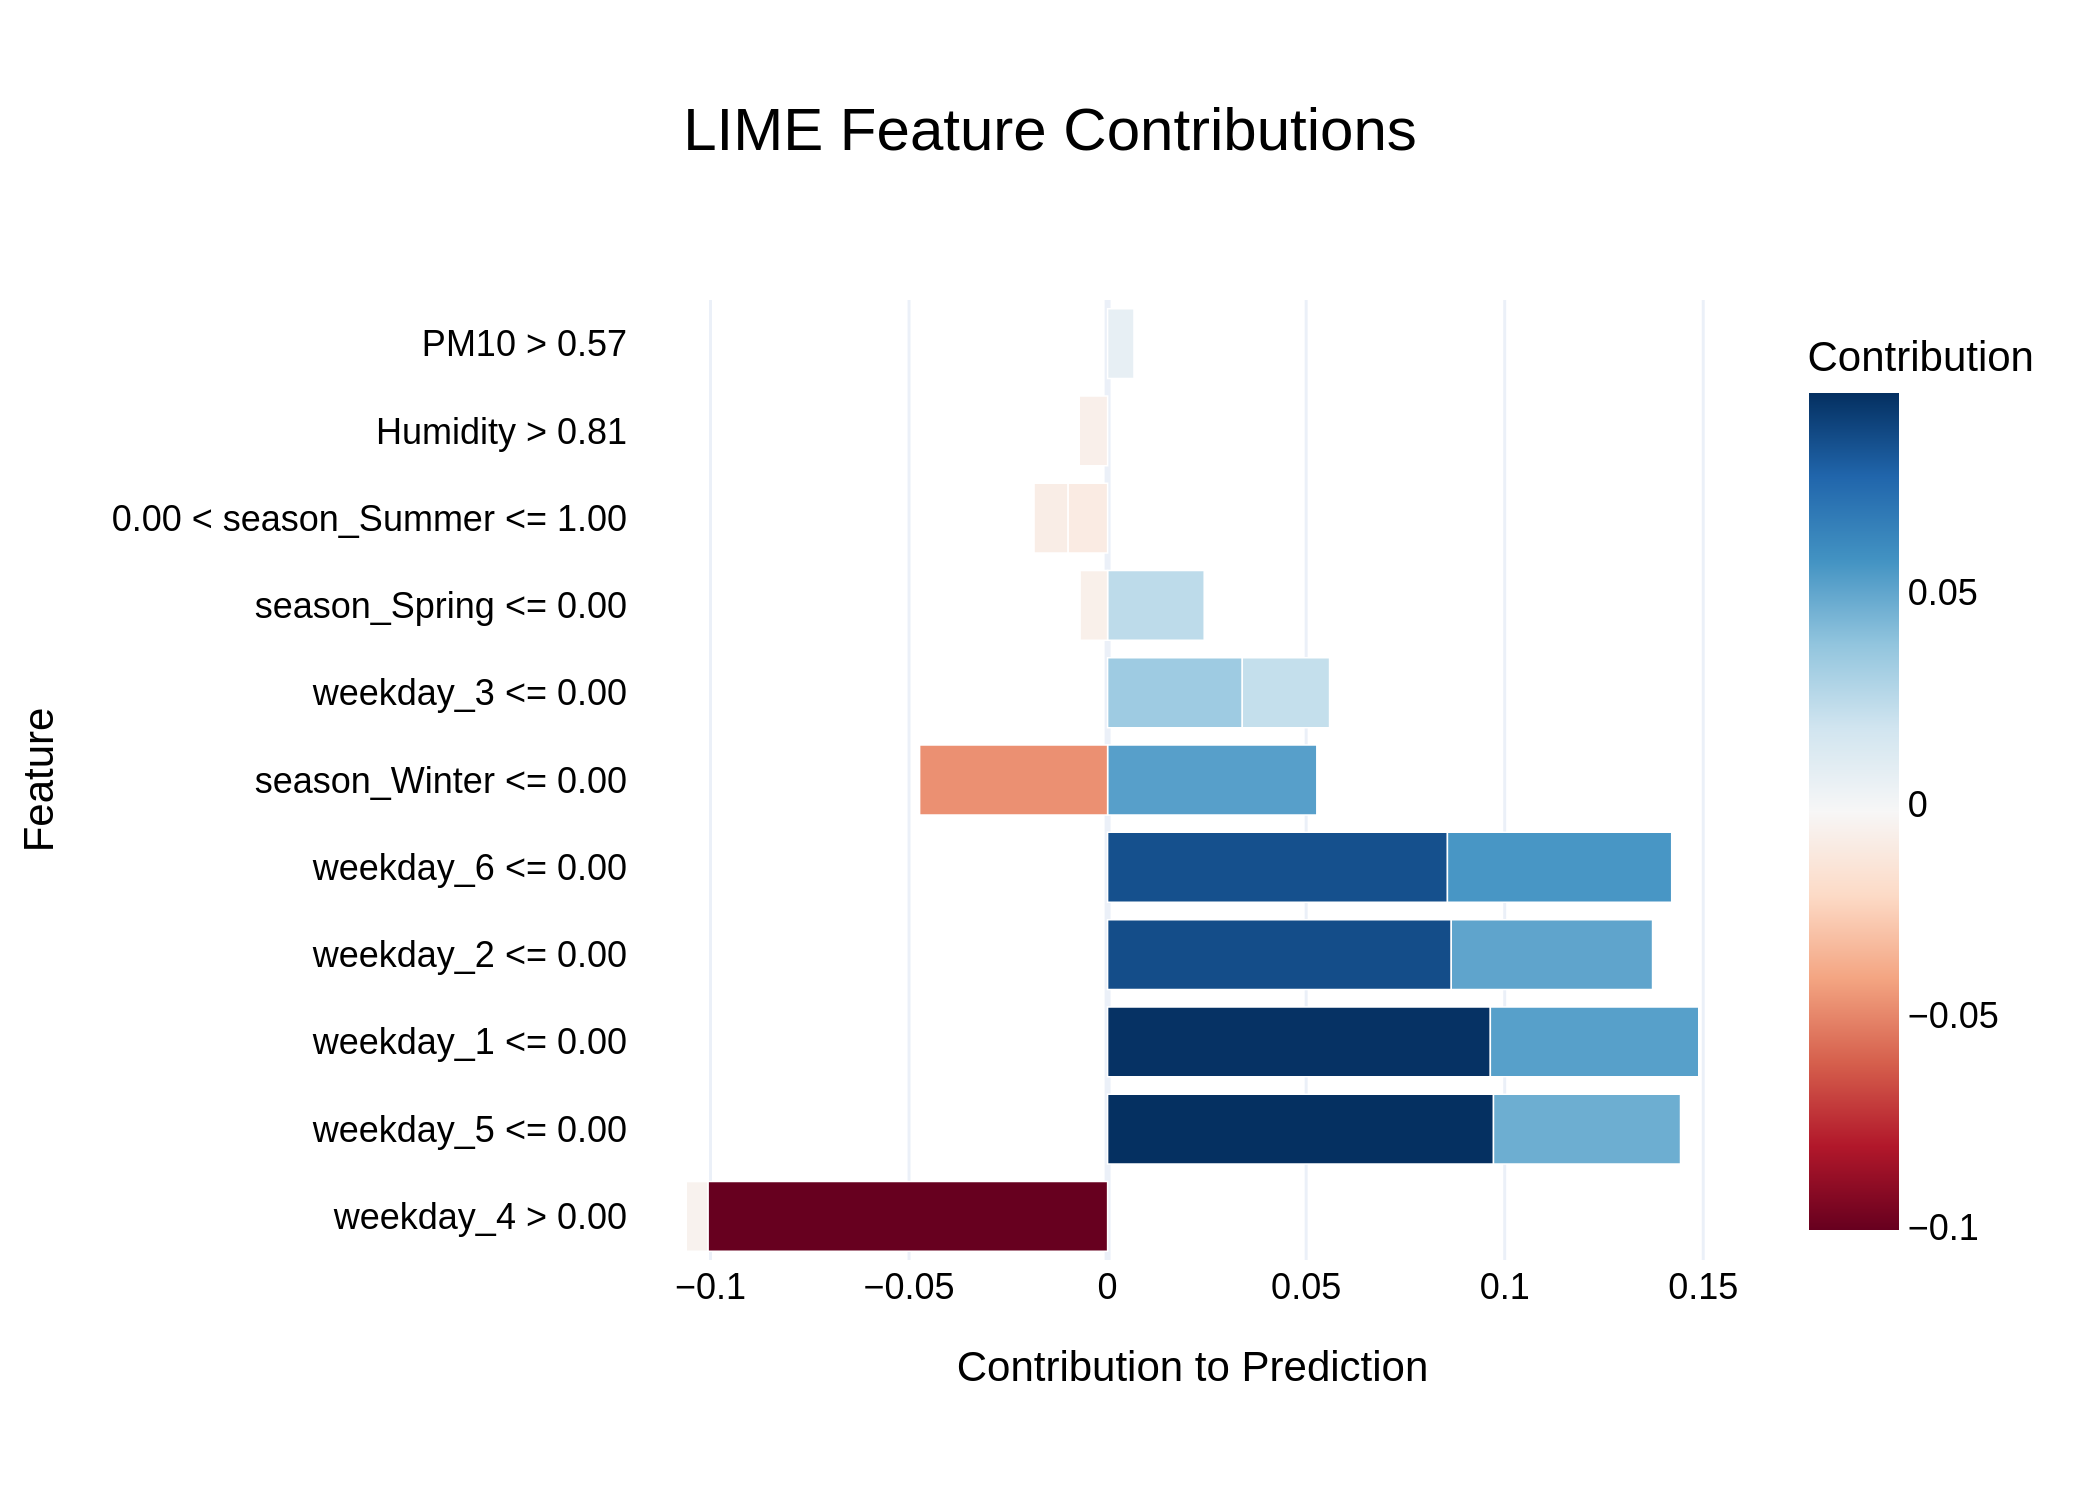 LIME Feature Contributions
PM10 > 0.57
Humidity > 0.81
0.00 < season_Summer <= 1.00
season_Spring <= 0.00
weekday_3 <= 0.00
season_Winter <= 0.00
weekday_6 <= 0.00
weekday_2 <= 0.00
weekday_1 <= 0.00
weekday_5 <= 0.00
weekday_4 > 0.00
Feature
−0.1
−0.05
0
0.05
0.1
0.15
Contribution to Prediction
Contribution
0.05
0
−0.05
−0.1